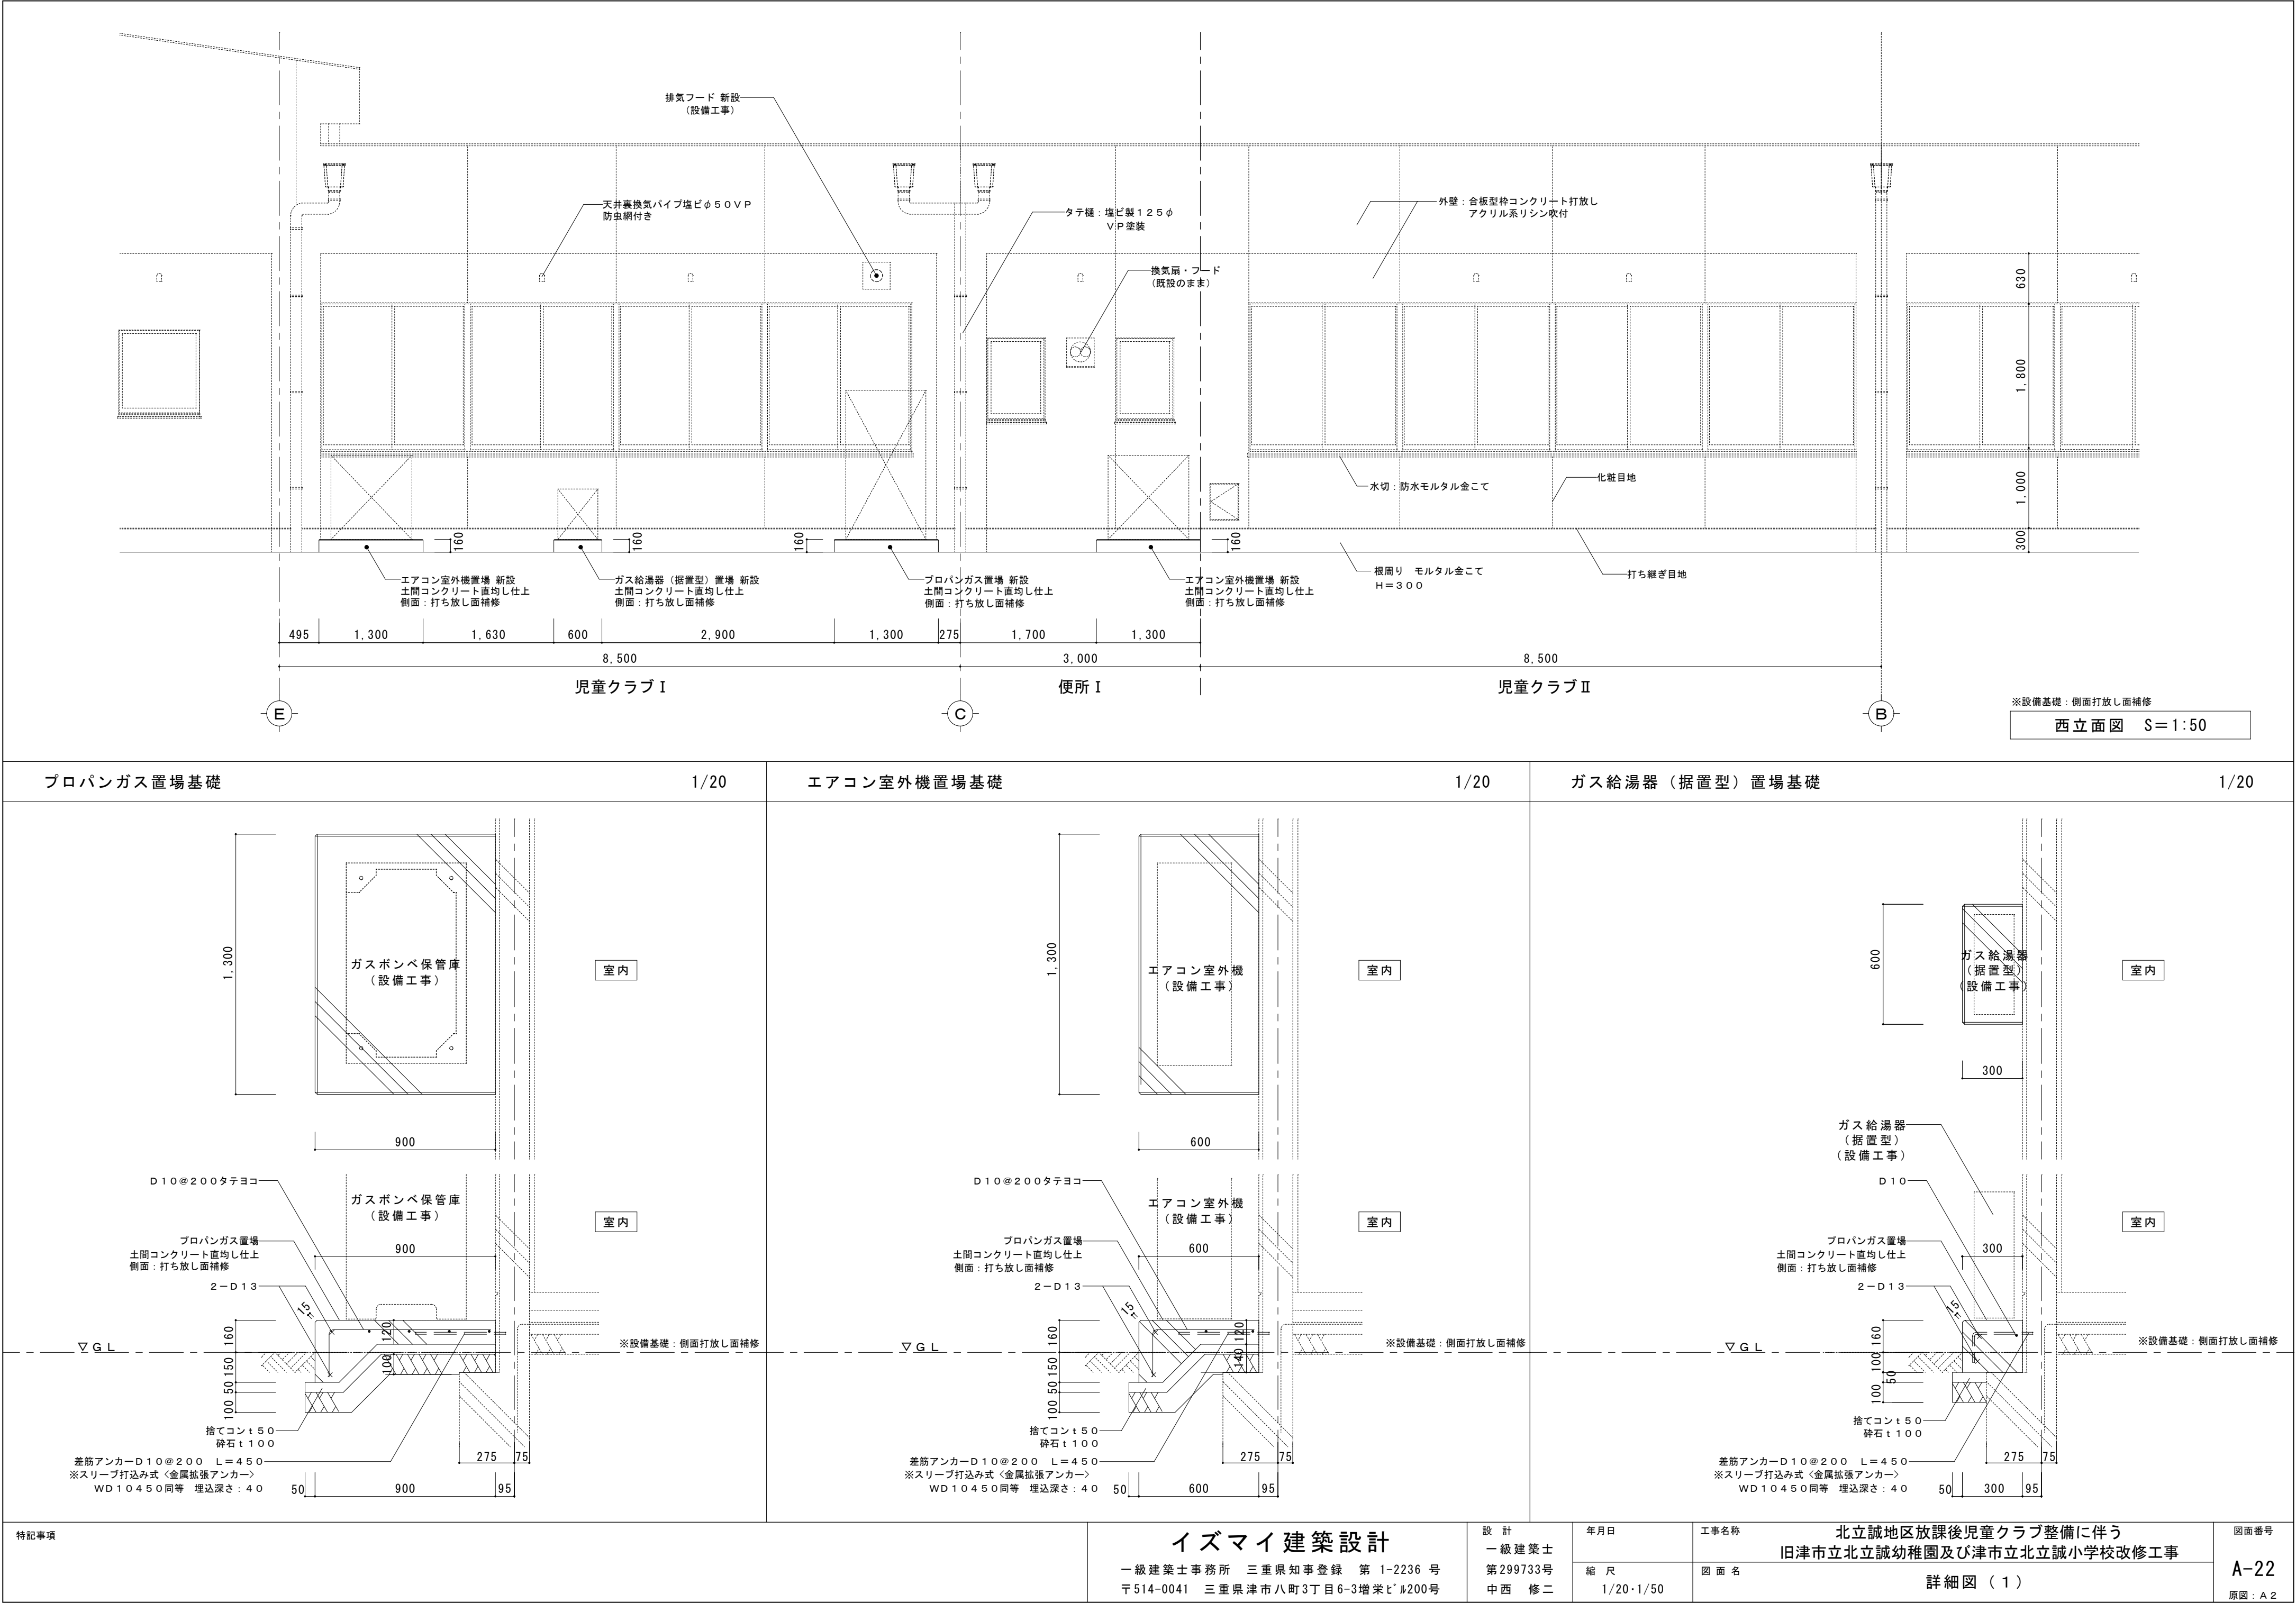 排気フード 新設
(設備工事)
天井裏換気パイプ塩ビφ50VP
防虫網付き
タテ樋：塩ビ製125φ
VP塗装
換気扇・フード
(既設のまま)
外壁：合板型枠コンクリート打放し
アクリル系リシン吹付
630
1,800
1,000
300
水切：防水モルタル金こて
化粧目地
160
160
160
160
エアコン室外機置場 新設
土間コンクリート直均し仕上
側面：打ち放し面補修
ガス給湯器（据置型）置場 新設
土間コンクリート直均し仕上
側面：打ち放し面補修
プロパンガス置場 新設
土間コンクリート直均し仕上
側面：打ち放し面補修
エアコン室外機置場 新設
土間コンクリート直均し仕上
側面：打ち放し面補修
根周り　モルタル金こて
H＝300
打ち継ぎ目地
495 1,300 1,630 600 2,900 1,300 275 1,700 1,300
8,500 3,000 8,500
児童クラブⅠ 便所Ⅰ 児童クラブⅡ
E C B
※設備基礎：側面打放し面補修
西立面図　S＝1:50
プロパンガス置場基礎 1/20
1,300
ガスボンベ保管庫
（設備工事）
室内
900
D10@200タテヨコ
ガスボンベ保管庫
（設備工事）
室内
プロパンガス置場
土間コンクリート直均し仕上
側面：打ち放し面補修
900
2－D13
15
160
120
▽GL
※設備基礎：側面打放し面補修
150
100
50
100
捨てコンt50
砕石t100
差筋アンカーD10@200　L＝450
※スリーブ打込み式〈金属拡張アンカー〉
WD10450同等　埋込深さ：40
275 75
50 900 95
エアコン室外機置場基礎 1/20
1,300
エアコン室外機
（設備工事）
室内
600
D10@200タテヨコ
エアコン室外機
（設備工事）
室内
プロパンガス置場
土間コンクリート直均し仕上
側面：打ち放し面補修
600
2－D13
15
160
120
▽GL
※設備基礎：側面打放し面補修
150
140
50
100
捨てコンt50
砕石t100
差筋アンカーD10@200　L＝450
※スリーブ打込み式〈金属拡張アンカー〉
WD10450同等　埋込深さ：40
275 75
50 600 95
ガス給湯器（据置型）置場基礎 1/20
600
ガス給湯器
（据置型）
（設備工事）
室内
300
ガス給湯器
（据置型）
（設備工事）
D10
室内
プロパンガス置場
土間コンクリート直均し仕上
側面：打ち放し面補修
300
2－D13
15
160
▽GL
※設備基礎：側面打放し面補修
100
50
100
捨てコンt50
砕石t100
差筋アンカーD10@200　L＝450
※スリーブ打込み式〈金属拡張アンカー〉
WD10450同等　埋込深さ：40
275 75
50 300 95
特記事項
イズマイ建築設計
一級建築士事務所　三重県知事登録　第 1-2236 号
〒514-0041　三重県津市八町3丁目6-3増栄ﾋﾞﾙ200号
設 計
一級建築士
第299733号
中西　修二
年月日
縮 尺
1/20・1/50
工事名称
北立誠地区放課後児童クラブ整備に伴う
旧津市立北立誠幼稚園及び津市立北立誠小学校改修工事
図 面 名
詳細図（1）
図面番号
A-22
原図：A2